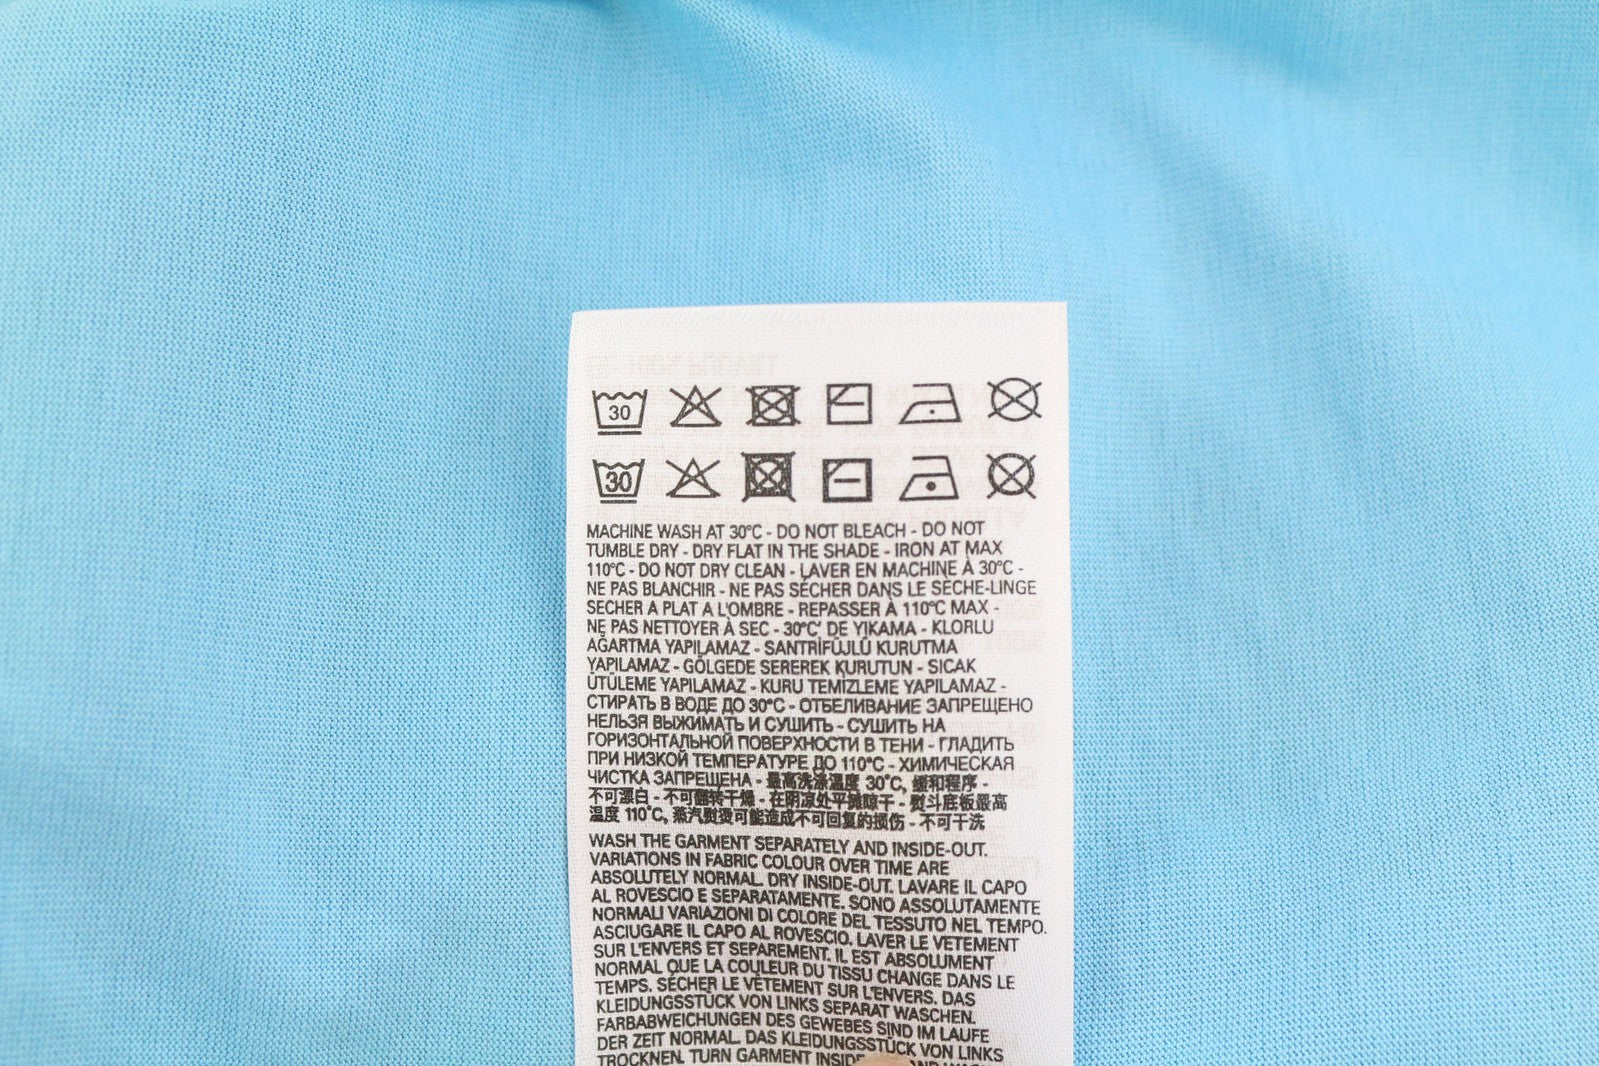 30
30
MACHINE WASH AT 30°C - DO NOT BLEACH - DO NOT
TUMBLE DRY - DRY FLAT IN THE SHADE - IRON AT MAX
110°C - DO NOT DRY CLEAN - LAVER EN MACHINE À 30°C -
NE PAS BLANCHIR - NE PAS SÉCHER DANS LE SÈCHE-LINGE
SECHER A PLAT A L'OMBRE - REPASSER À 110°C MAX -
NE PAS NETTOYER À SEC - 30°C' DE YIKAMA - KLORLU
AĞARTMA YAPILAMAZ - SANTRİFÜJLÜ KURUTMA
YAPILAMAZ - GÖLGEDE SEREREK KURUTUN - SICAK
ÜTÜLEME YAPILAMAZ - KURU TEMİZLEME YAPILAMAZ -
СТИРАТЬ В ВОДЕ ДО 30°C - ОТБЕЛИВАНИЕ ЗАПРЕЩЕНО
НЕЛЬЗЯ ВЫЖИМАТЬ И СУШИТЬ - СУШИТЬ НА
ГОРИЗОНТАЛЬНОЙ ПОВЕРХНОСТИ В ТЕНИ - ГЛАДИТЬ
ПРИ НИЗКОЙ ТЕМПЕРАТУРЕ ДО 110°C - ХИМИЧЕСКАЯ
ЧИСТКА ЗАПРЕЩЕНА - 最高洗涤温度 30°C, 缓和程序 -
不可漂白 - 不可翻转干燥 - 在阴凉处平摊晾干 - 熨斗底板最高
温度 110°C, 蒸汽熨烫可能造成不可回复的损伤 - 不可干洗
WASH THE GARMENT SEPARATELY AND INSIDE-OUT.
VARIATIONS IN FABRIC COLOUR OVER TIME ARE
ABSOLUTELY NORMAL. DRY INSIDE-OUT. LAVARE IL CAPO
AL ROVESCIO E SEPARATAMENTE. SONO ASSOLUTAMENTE
NORMALI VARIAZIONI DI COLORE DEL TESSUTO NEL TEMPO.
ASCIUGARE IL CAPO AL ROVESCIO. LAVER LE VETEMENT
SUR L'ENVERS ET SEPAREMENT. IL EST ABSOLUMENT
NORMAL QUE LA COULEUR DU TISSU CHANGE DANS LE
TEMPS. SÉCHER LE VÊTEMENT SUR L'ENVERS. DAS
KLEIDUNGSSTÜCK VON LINKS SEPARAT WASCHEN.
FARBABWEICHUNGEN DES GEWEBES SIND IM LAUFE
DER ZEIT NORMAL. DAS KLEIDUNGSSTÜCK VON LINKS
TROCKNEN. TURN GARMENT INSIDE